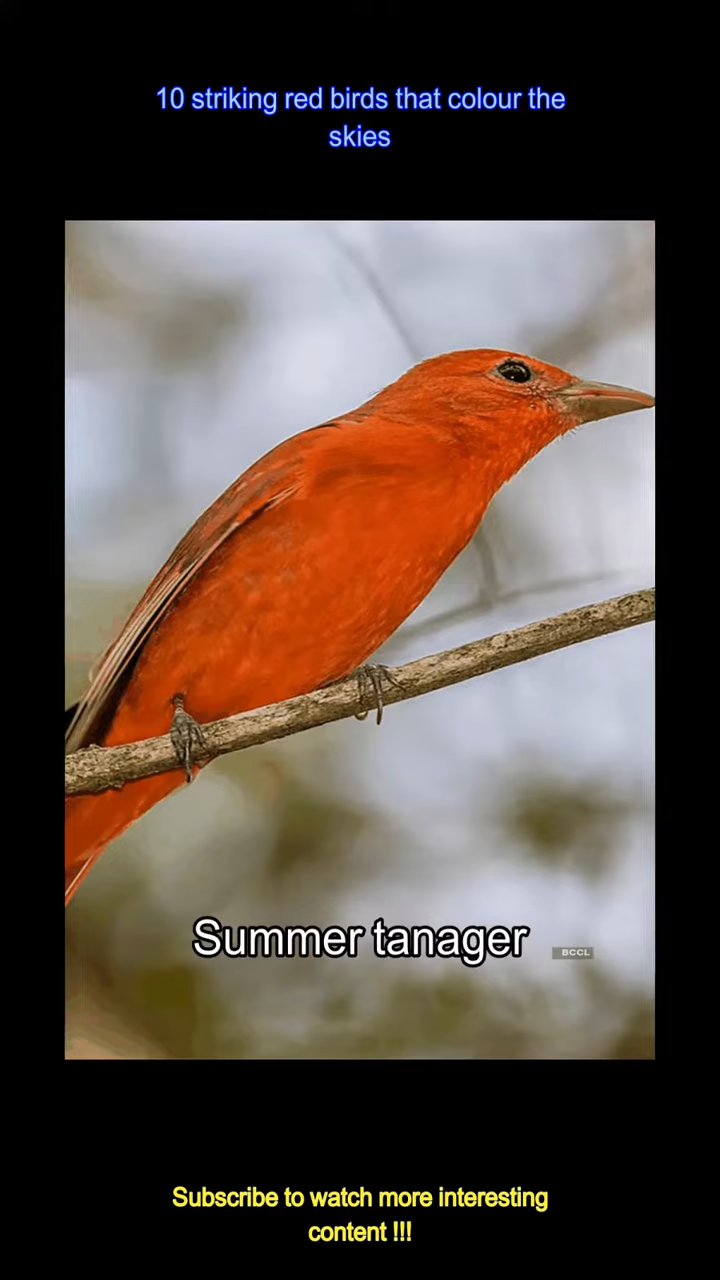 10 striking red birds that colour the
skies
Summer tanager
BCCL
Subscribe to watch more interesting
content !!!